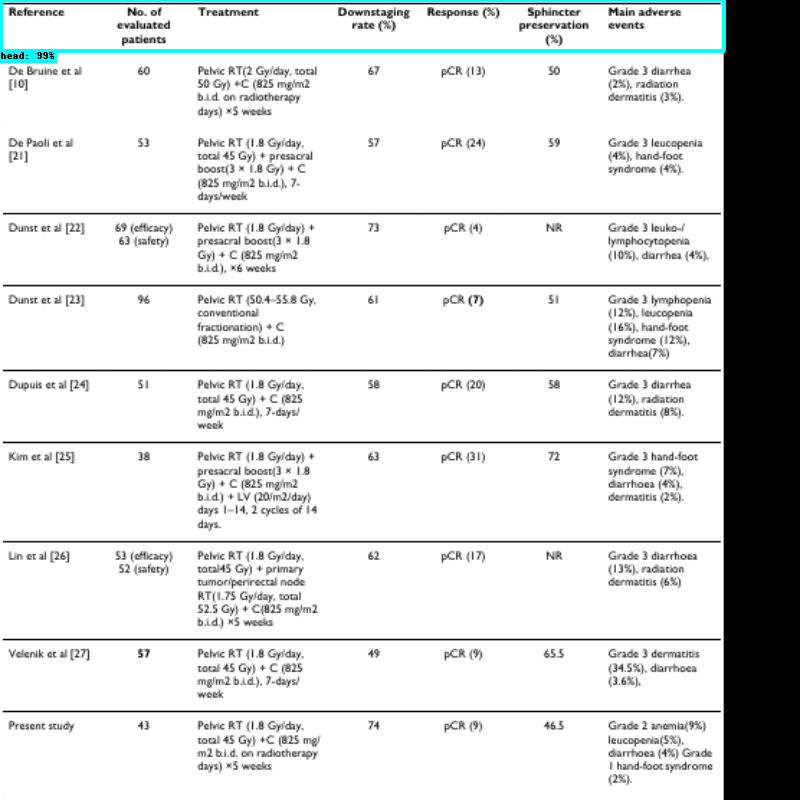 Reference No. of evaluated patients Treatment Downstaging rate (%) Response (%) Sphincter preservation (%) Main adverse events
head: 99%
De Bruine et al [10] 60 Pelvic RT(2 Gy/day, total 50 Gy) +C (825 mg/m2 b.i.d. on radiotherapy days) ×5 weeks 67 pCR (13) 50 Grade 3 diarrhea (2%), radiation dermatitis (3%).
De Paoli et al [21] 53 Pelvic RT (1.8 Gy/day, total 45 Gy) + presacral boost(3 × 1.8 Gy) + C (825 mg/m2 b.i.d.), 7-days/week 57 pCR (24) 59 Grade 3 leucopenia (4%), hand-foot syndrome (4%).
Dunst et al [22] 69 (efficacy) 63 (safety) Pelvic RT (1.8 Gy/day) + presacral boost(3 × 1.8 Gy) + C (825 mg/m2 b.i.d.), ×6 weeks 73 pCR (4) NR Grade 3 leuko-/ lymphocytopenia (10%), diarrhea (4%),
Dunst et al [23] 96 Pelvic RT (50.4–55.8 Gy, conventional fractionation) + C (825 mg/m2 b.i.d.) 61 pCR (7) 51 Grade 3 lymphopenia (12%), leucopenia (16%), hand-foot syndrome (12%), diarrhea(7%)
Dupuis et al [24] 51 Pelvic RT (1.8 Gy/day, total 45 Gy) + C (825 mg/m2 b.i.d.), 7-days/ week 58 pCR (20) 58 Grade 3 diarrhea (12%), radiation dermatitis (8%).
Kim et al [25] 38 Pelvic RT (1.8 Gy/day) + presacral boost(3 × 1.8 Gy) + C (825 mg/m2 b.i.d.) + LV (20/m2/day) days 1–14, 2 cycles of 14 days. 63 pCR (31) 72 Grade 3 hand-foot syndrome (7%), diarrhoea (4%), dermatitis (2%).
Lin et al [26] 53 (efficacy) 52 (safety) Pelvic RT (1.8 Gy/day, total45 Gy) + primary tumor/perirectal node RT(1.75 Gy/day, total 52.5 Gy) + C(825 mg/m2 b.i.d.) ×5 weeks 62 pCR (17) NR Grade 3 diarrhoea (13%), radiation dermatitis (6%)
Velenik et al [27] 57 Pelvic RT (1.8 Gy/day, total 45 Gy) + C (825 mg/m2 b.i.d.), 7-days/ week 49 pCR (9) 65.5 Grade 3 dermatitis (34.5%), diarrhoea (3.6%),
Present study 43 Pelvic RT (1.8 Gy/day, total 45 Gy) +C (825 mg/ m2 b.i.d. on radiotherapy days) ×5 weeks 74 pCR (9) 46.5 Grade 2 anemia(9%) leucopenia(5%), diarrhoea (4%) Grade 1 hand-foot syndrome (2%).